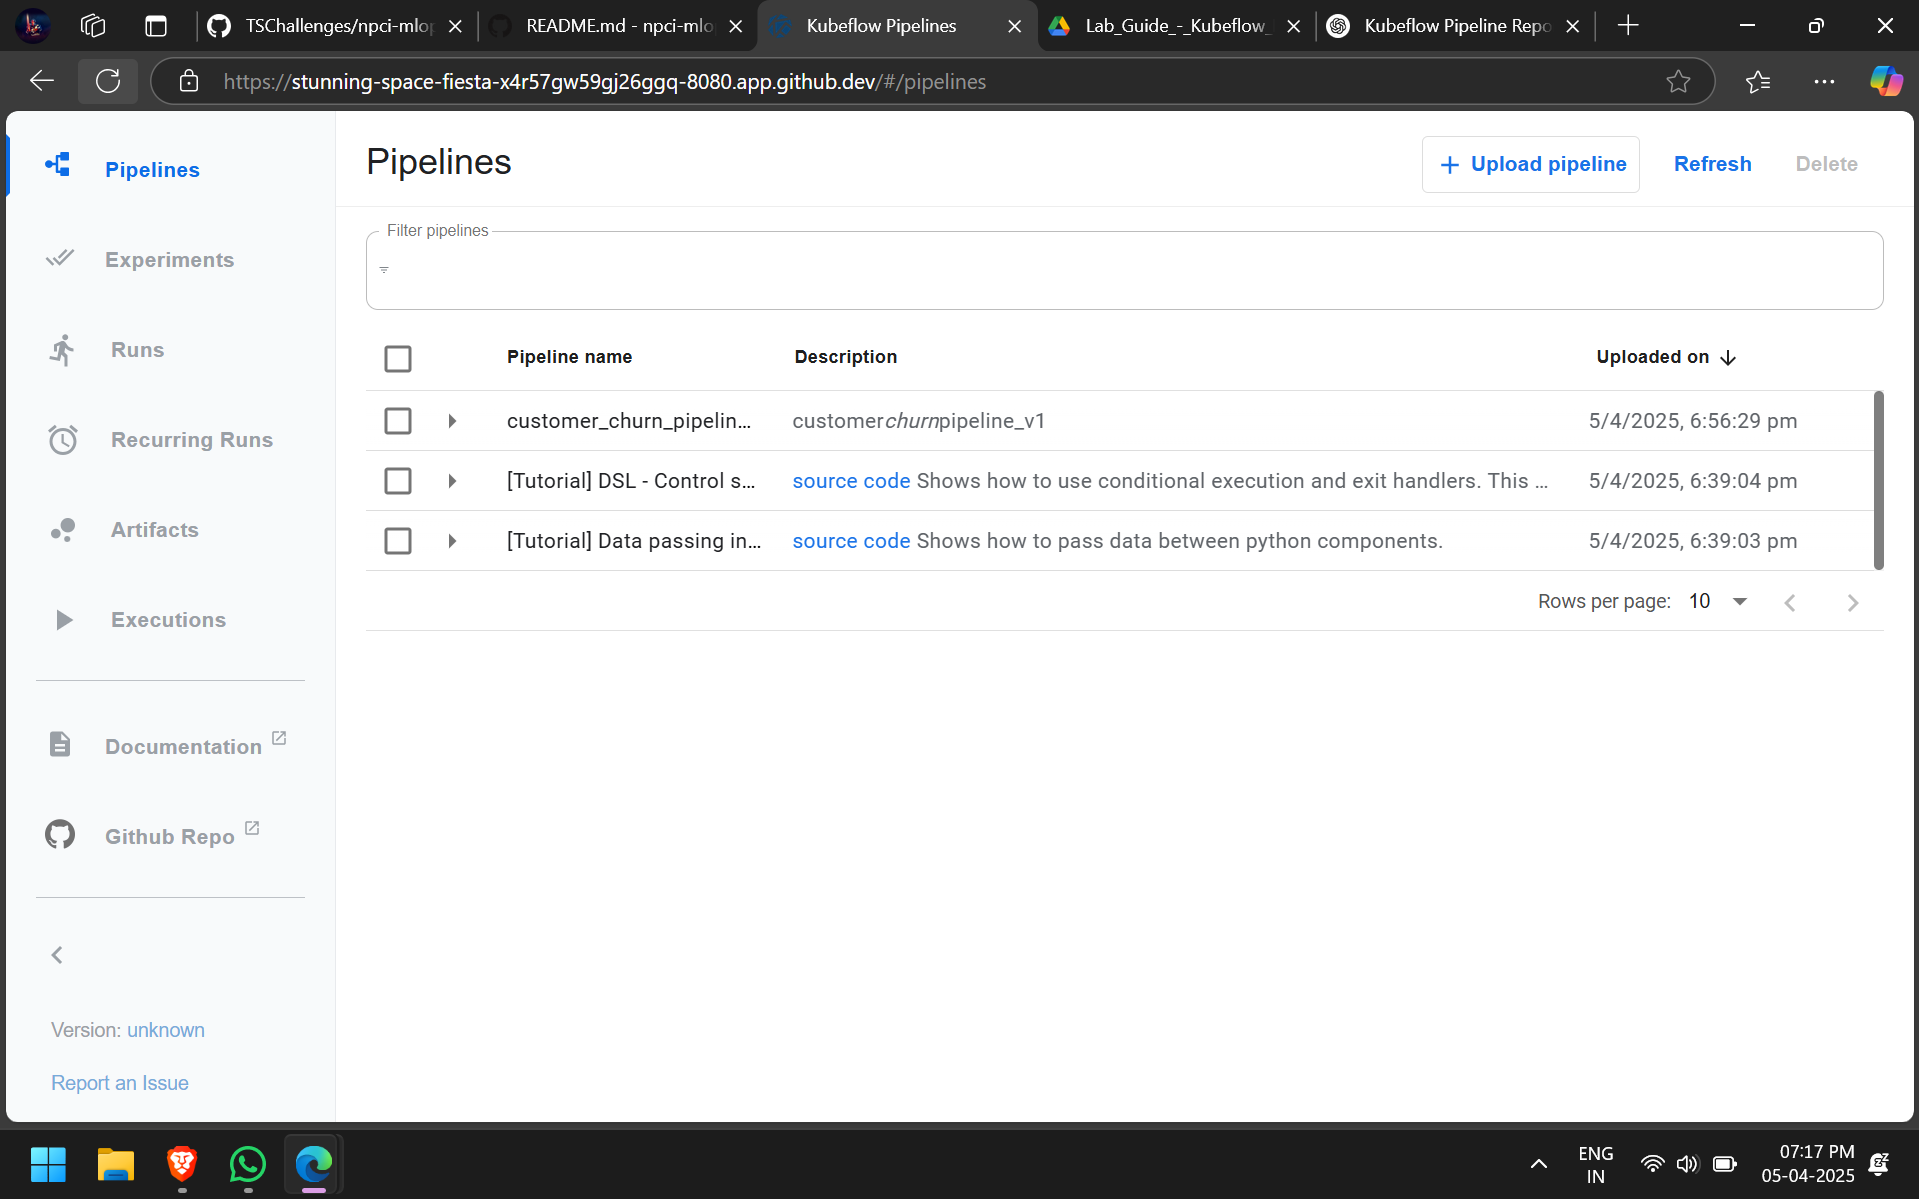 TSChallenges/npci-mlop
README.md - npci-mlo
Kubeflow Pipelines
Lab_Guide_-_Kubeflow_
Kubeflow Pipeline Repo
https://stunning-space-fiesta-x4r57gw59gj26ggq-8080.app.github.dev/#/pipelines
Pipelines
Experiments
Runs
Recurring Runs
Artifacts
Executions
Documentation
Github Repo
Version: unknown
Report an Issue
Pipelines
+ Upload pipeline Refresh Delete
Filter pipelines
Pipeline name Description Uploaded on
customer_churn_pipelin... customerchurnpipeline_v1 5/4/2025, 6:56:29 pm
[Tutorial] DSL - Control s... source code Shows how to use conditional execution and exit handlers. This ... 5/4/2025, 6:39:04 pm
[Tutorial] Data passing in... source code Shows how to pass data between python components. 5/4/2025, 6:39:03 pm
Rows per page: 10
ENG
IN
07:17 PM
05-04-2025